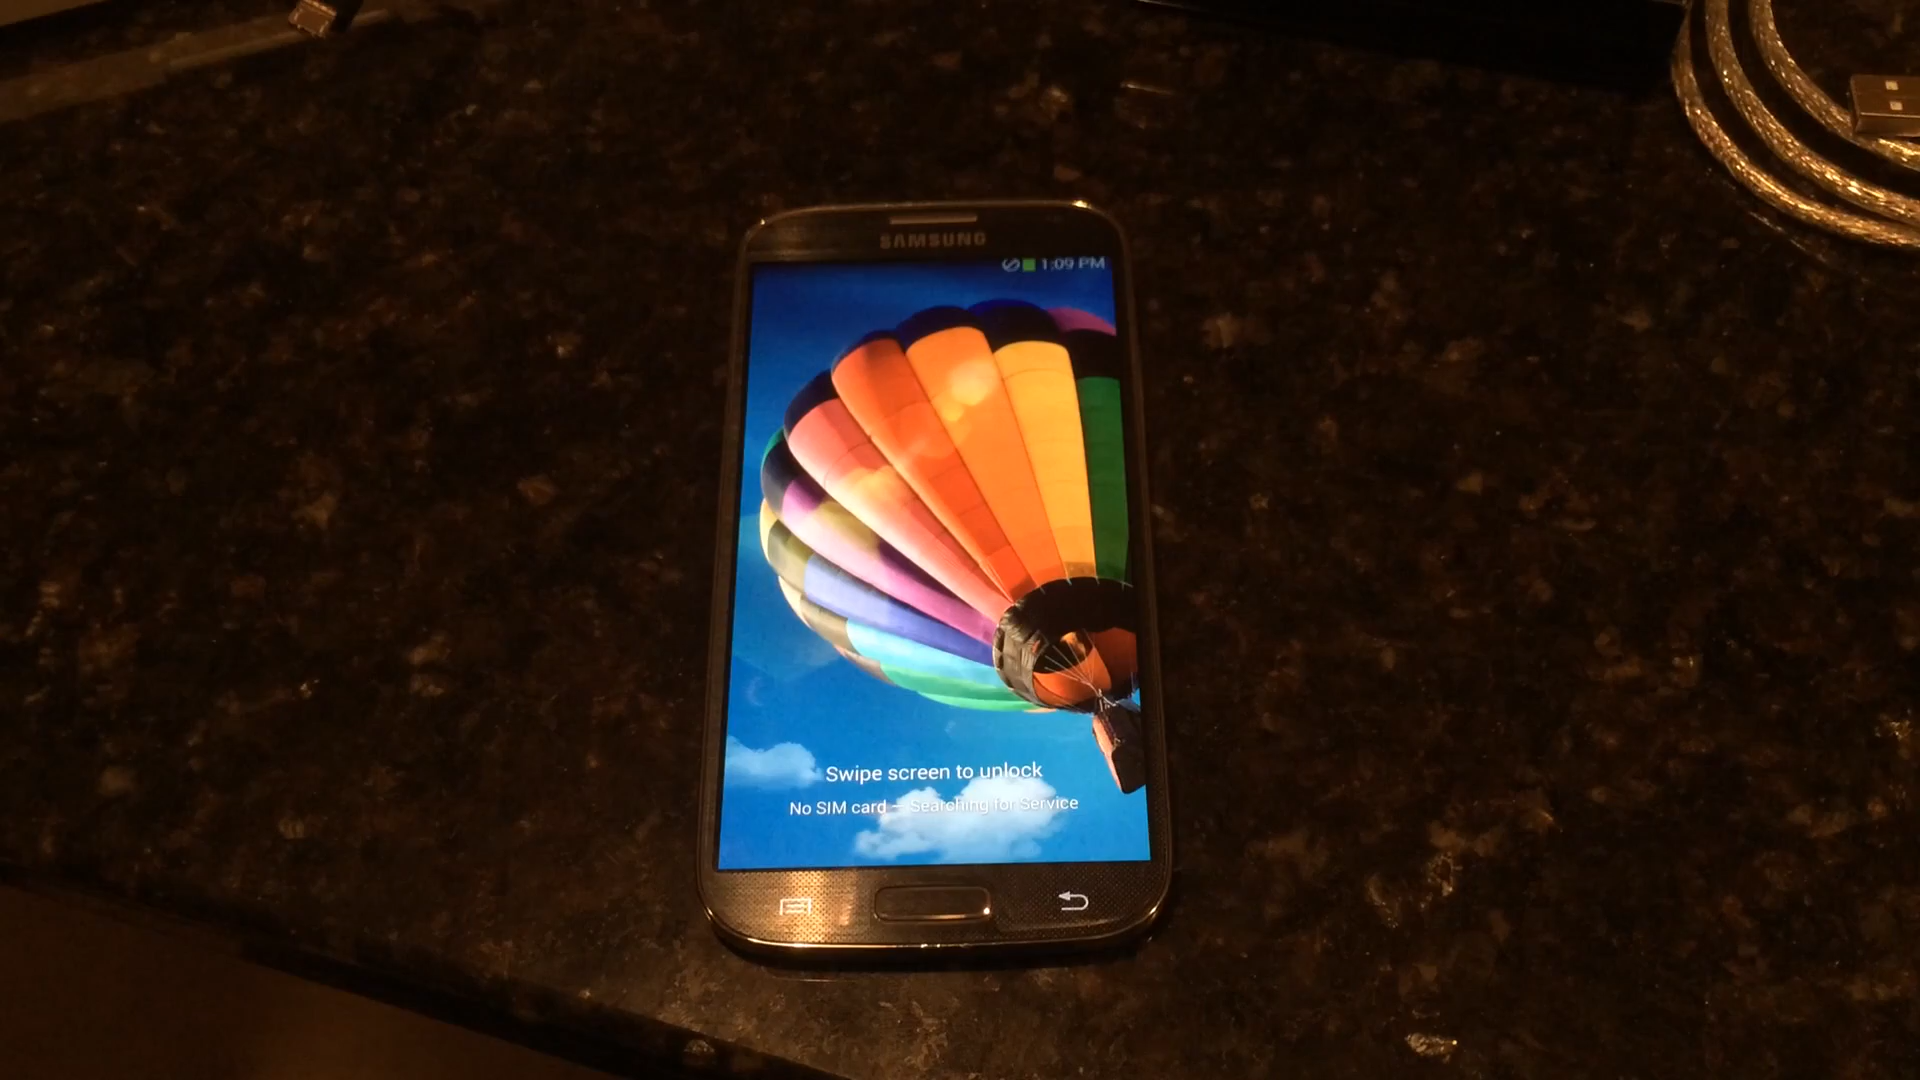 SAMSUNG
1:09 PM
Swipe screen to unlock
No SIM card — Searching for Service